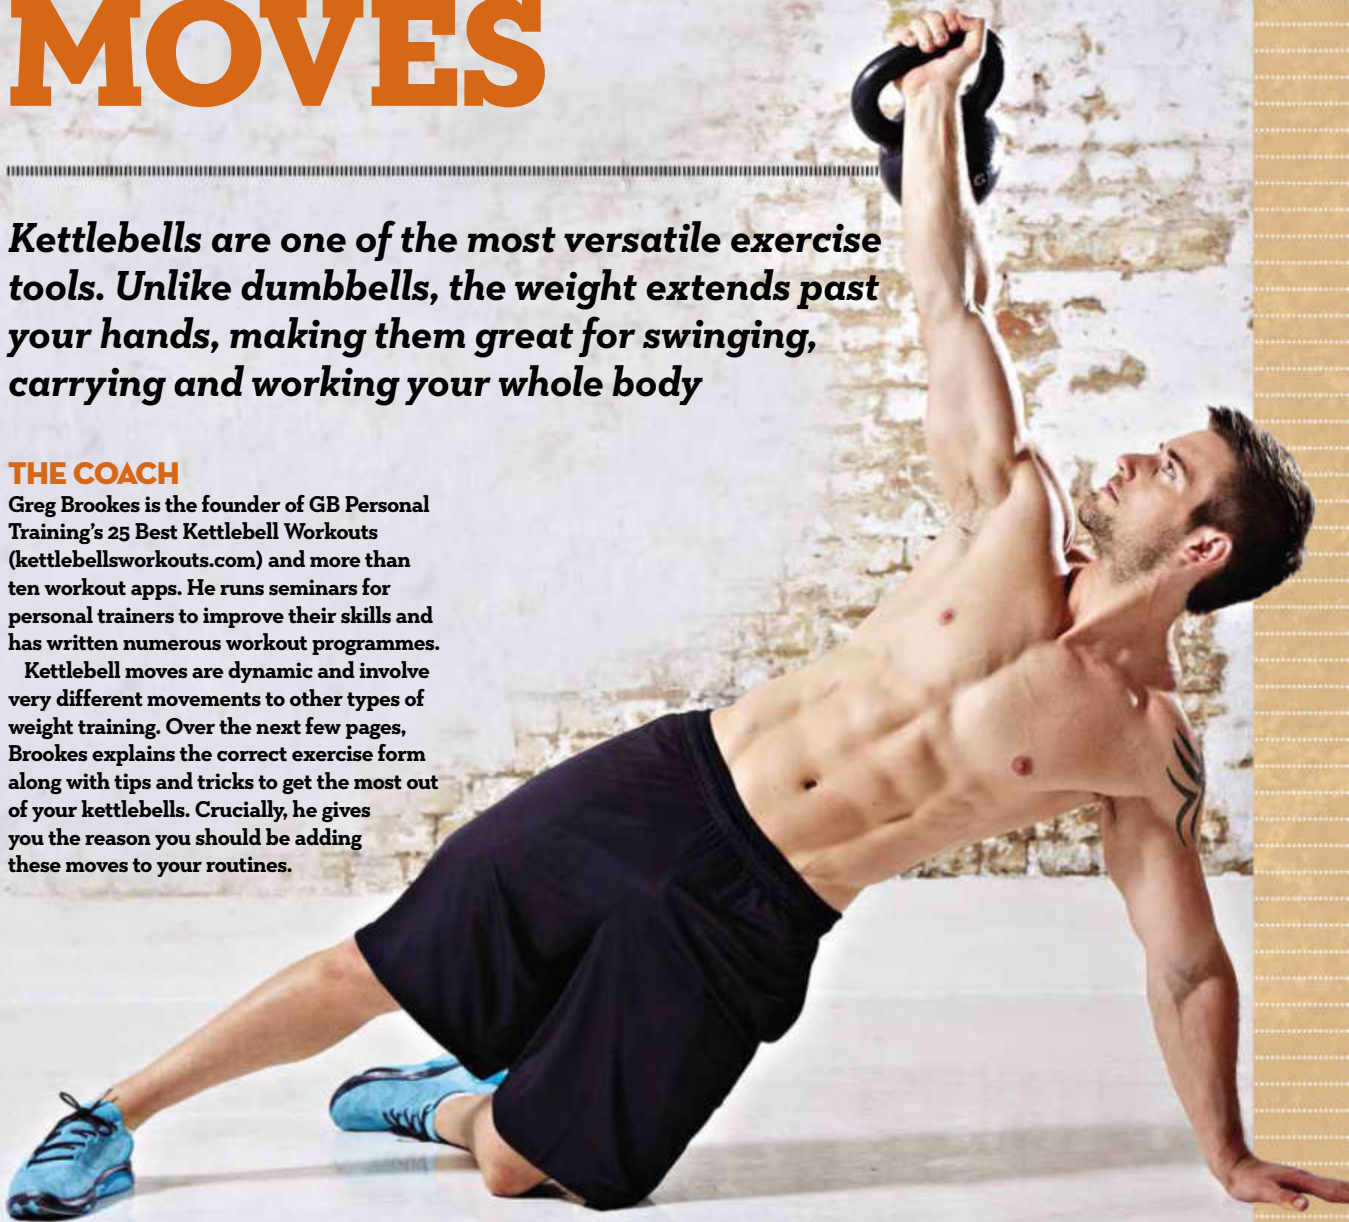 MOVES
Kettlebells are one of the most versatile exercise
tools. Unlike dumbbells, the weight extends past
your hands, making them great for swinging,
carrying and working your whole body
THE COACH
Greg Brookes is the founder of GB Personal
Training’s 25 Best Kettlebell Workouts
(kettlebellsworkouts.com) and more than
ten workout apps. He runs seminars for
personal trainers to improve their skills and
has written numerous workout programmes.
Kettlebell moves are dynamic and involve
very different movements to other types of
weight training. Over the next few pages,
Brookes explains the correct exercise form
along with tips and tricks to get the most out
of your kettlebells. Crucially, he gives
you the reason you should be adding
these moves to your routines.